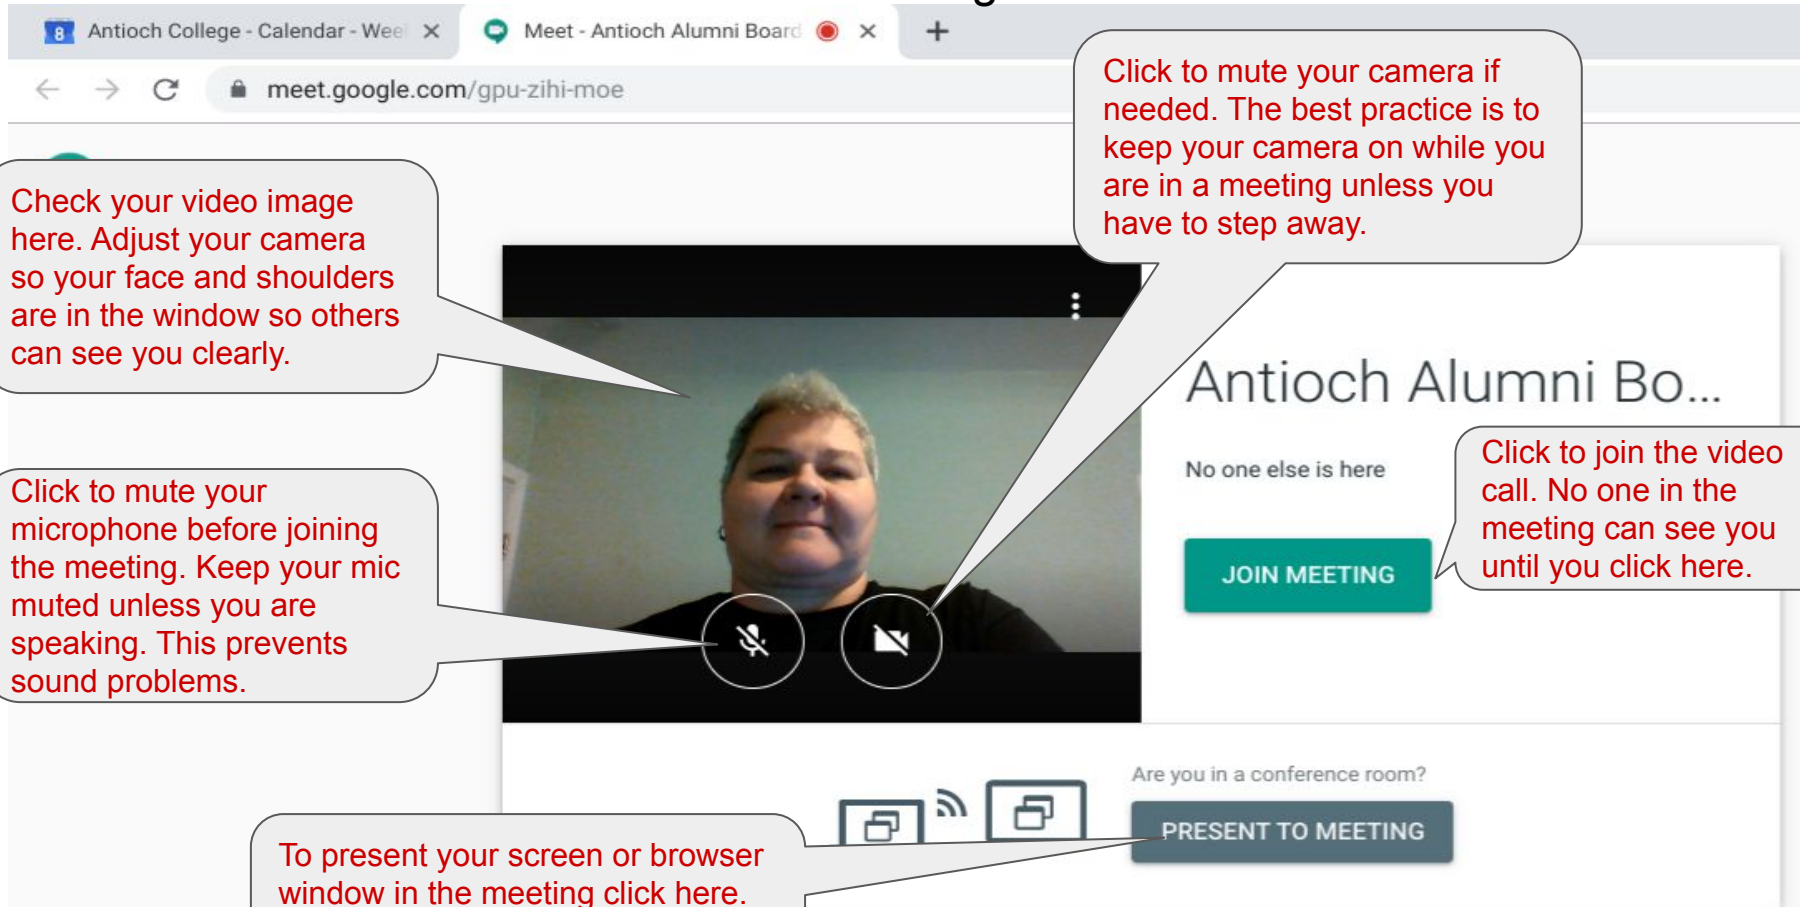 Antioch College - Calendar - Wee
Meet - Antioch Alumni Board
meet.google.com/gpu-zihi-moe
Click to mute your camera if
needed. The best practice is to
keep your camera on while you
are in a meeting unless you
have to step away.
Check your video image
here. Adjust your camera
so your face and shoulders
are in the window so others
can see you clearly.
Antioch Alumni Bo...
No one else is here
Click to join the video
call. No one in the
meeting can see you
until you click here.
JOIN MEETING
Click to mute your
microphone before joining
the meeting. Keep your mic
muted unless you are
speaking. This prevents
sound problems.
Are you in a conference room?
PRESENT TO MEETING
To present your screen or browser
window in the meeting click here.